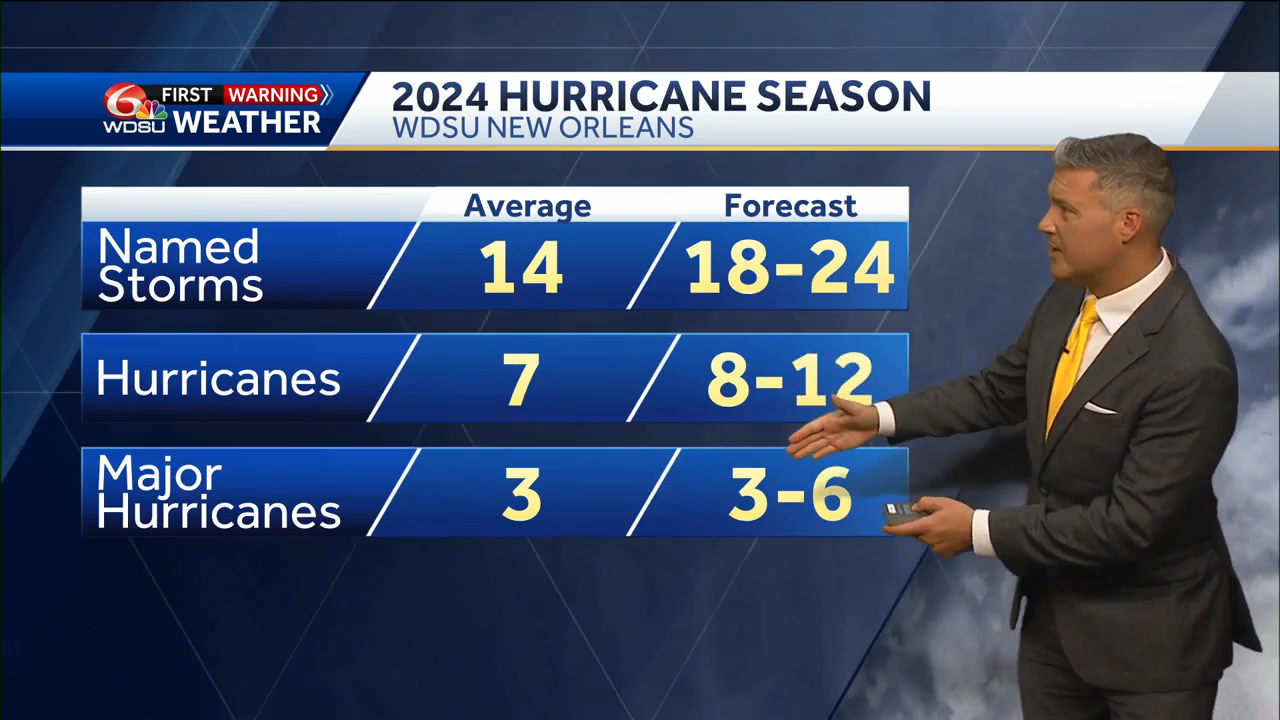 6
WDSU
FIRST WARNING
WEATHER
2024 HURRICANE SEASON
WDSU NEW ORLEANS
Average Forecast
Named
Storms
14 18-24
Hurricanes 7 8-12
Major
Hurricanes
3 3-6